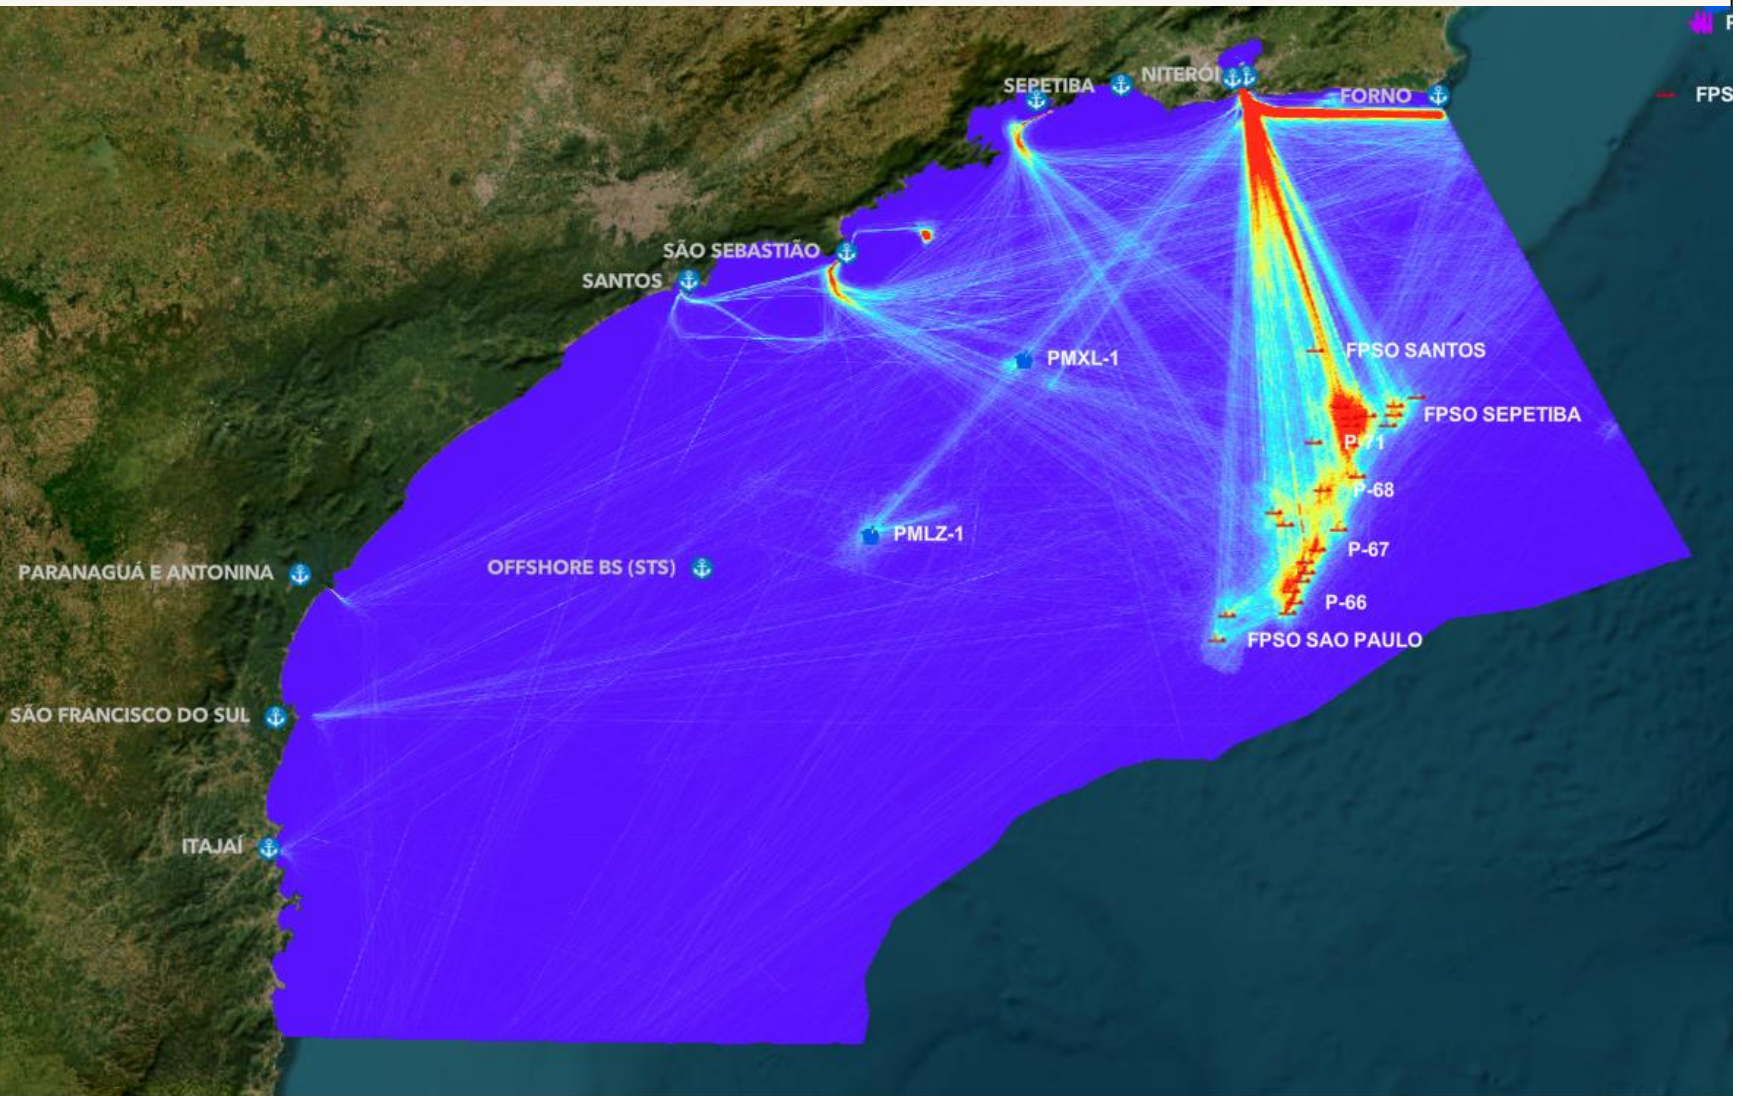 F
SEPETIBA
NITERÓI
FORNO
FPS
SÃO SEBASTIÃO
SANTOS
FPSO SANTOS
PMXL-1
FPSO SEPETIBA
P-71
P-68
PMLZ-1
P-67
OFFSHORE BS (STS)
PARANAGUÁ E ANTONINA
P-66
FPSO SAO PAULO
SÃO FRANCISCO DO SUL
ITAJAÍ